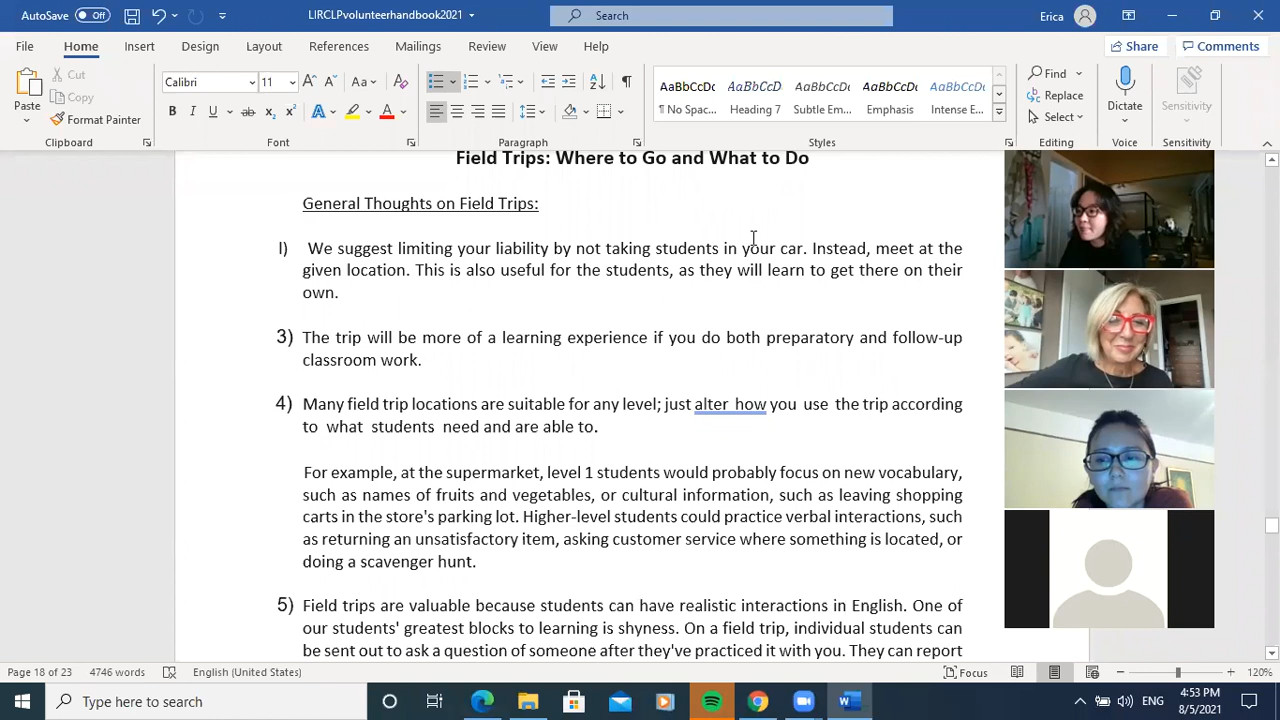 AutoSave Off LIRCLPvolunteerhandbook2021 Search Erica
File Home Insert Design Layout References Mailings Review View Help Share Comments
Cut Calibri 11 Aa AaBbCcDc AaBbCcD AaBbCcDc AaBbCcDc AaBbCcDc Find
Copy Replace
Paste Format Painter B I U ab x₂ x² A A ¶ No Spac... Heading 7 Subtle Em... Emphasis Intense E... Select Dictate Sensitivity
Clipboard Font Paragraph Styles Editing Voice Sensitivity
Field Trips: Where to Go and What to Do
General Thoughts on Field Trips:
l) We suggest limiting your liability by not taking students in your car. Instead, meet at the
given location. This is also useful for the students, as they will learn to get there on their
own.
3) The trip will be more of a learning experience if you do both preparatory and follow-up
classroom work.
4) Many field trip locations are suitable for any level; just alter how you use the trip according
to what students need and are able to.
For example, at the supermarket, level 1 students would probably focus on new vocabulary,
such as names of fruits and vegetables, or cultural information, such as leaving shopping
carts in the store's parking lot. Higher-level students could practice verbal interactions, such
as returning an unsatisfactory item, asking customer service where something is located, or
doing a scavenger hunt.
5) Field trips are valuable because students can have realistic interactions in English. One of
our students' greatest blocks to learning is shyness. On a field trip, individual students can
be sent out to ask a question of someone after they've practiced it with you. They can report
Page 18 of 23 4746 words English (United States) Focus 120%
Type here to search ENG 4:53 PM
8/5/2021